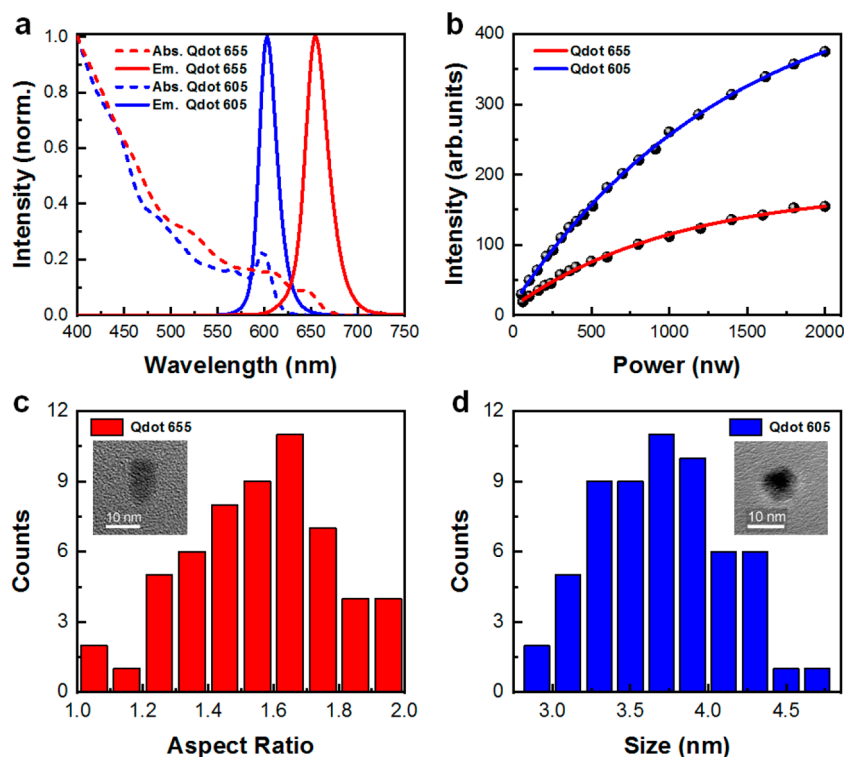 a
Abs. Qdot 655
Em. Qdot 655
Abs. Qdot 605
Em. Qdot 605
1.0
0.8
0.6
0.4
0.2
0.0
Intensity (norm.)
400 450 500 550 600 650 700 750
Wavelength (nm)
b
Qdot 655
Qdot 605
400
300
200
100
0
Intensity (arb.units)
0 500 1000 1500 2000
Power (nw)
c
Qdot 655
10 nm
12
9
6
3
0
Counts
1.0 1.2 1.4 1.6 1.8 2.0
Aspect Ratio
d
Qdot 605
10 nm
12
9
6
3
0
Counts
3.0 3.5 4.0 4.5
Size (nm)